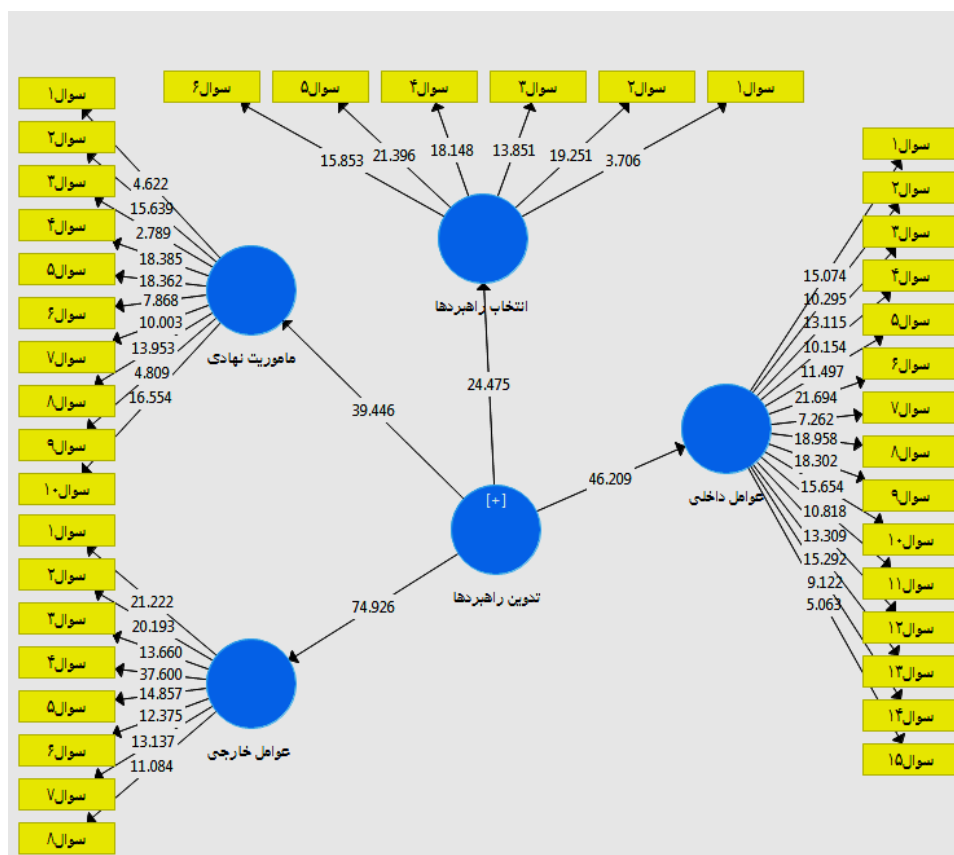 سوال۱
سوال۲
سوال۳
سوال۴
سوال۵
سوال۶
3.706
19.251
13.851
18.148
21.396
15.853
انتخاب راهبردها
24.475
سوال۱
سوال۲
سوال۳
سوال۴
سوال۵
سوال۶
سوال۷
سوال۸
سوال۹
سوال۱۰
سوال۱۱
سوال۱۲
سوال۱۳
سوال۱۴
سوال۱۵
15.074
10.295
13.115
10.154
11.497
21.694
7.262
18.958
18.302
15.654
10.818
13.309
15.292
9.122
5.063
عوامل داخلی
46.209
سوال۱
سوال۲
سوال۳
سوال۴
سوال۵
سوال۶
سوال۷
سوال۸
سوال۹
سوال۱۰
4.622
15.639
2.789
18.385
18.362
7.868
10.003
13.953
4.809
16.554
ماموریت نهادی
39.446
[+]
تدوین راهبردها
74.926
سوال۱
سوال۲
سوال۳
سوال۴
سوال۵
سوال۶
سوال۷
سوال۸
21.222
20.193
13.660
37.600
14.857
12.375
13.137
11.084
عوامل خارجی